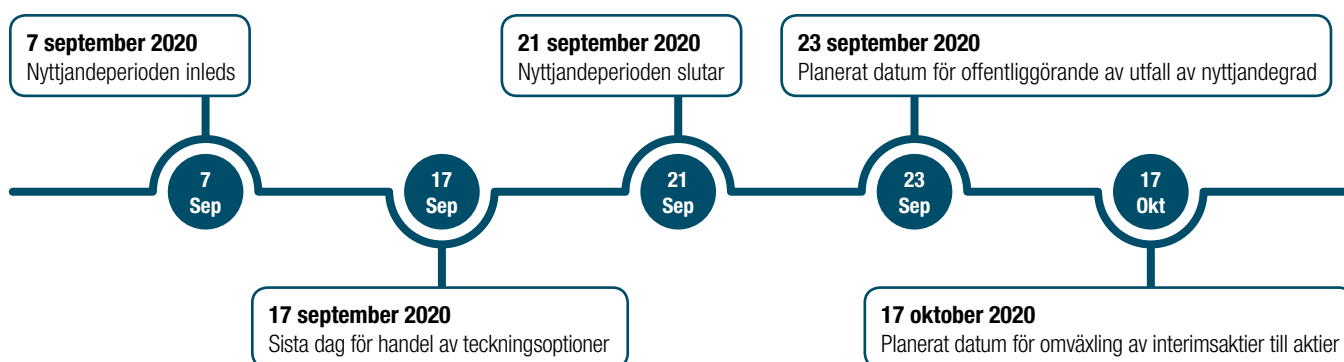 7 september 2020
Nyttjandeperioden inleds
21 september 2020
Nyttjandeperioden slutar
23 september 2020
Planerat datum för offentliggörande av utfall av nyttjandegrad
7
Sep
17
Sep
21
Sep
23
Sep
17
Okt
17 september 2020
Sista dag för handel av teckningsoptioner
17 oktober 2020
Planerat datum för omväxling av interimsaktier till aktier